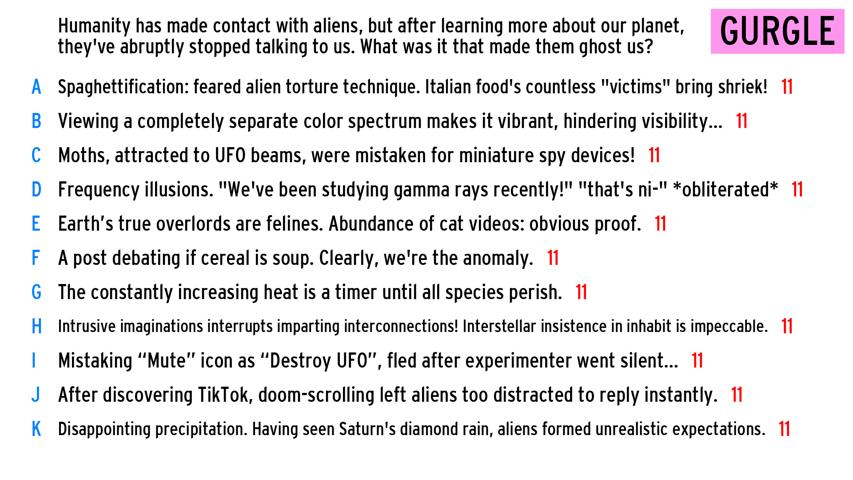 Humanity has made contact with aliens, but after learning more about our planet,
they've abruptly stopped talking to us. What was it that made them ghost us?
GURGLE
A Spaghettification: feared alien torture technique. Italian food's countless "victims" bring shriek! 11
B Viewing a completely separate color spectrum makes it vibrant, hindering visibility... 11
C Moths, attracted to UFO beams, were mistaken for miniature spy devices! 11
D Frequency illusions. "We've been studying gamma rays recently!" "that's ni-" *obliterated* 11
E Earth’s true overlords are felines. Abundance of cat videos: obvious proof. 11
F A post debating if cereal is soup. Clearly, we're the anomaly. 11
G The constantly increasing heat is a timer until all species perish. 11
H Intrusive imaginations interrupts imparting interconnections! Interstellar insistence in inhabit is impeccable. 11
I Mistaking “Mute” icon as “Destroy UFO”, fled after experimenter went silent... 11
J After discovering TikTok, doom-scrolling left aliens too distracted to reply instantly. 11
K Disappointing precipitation. Having seen Saturn's diamond rain, aliens formed unrealistic expectations. 11